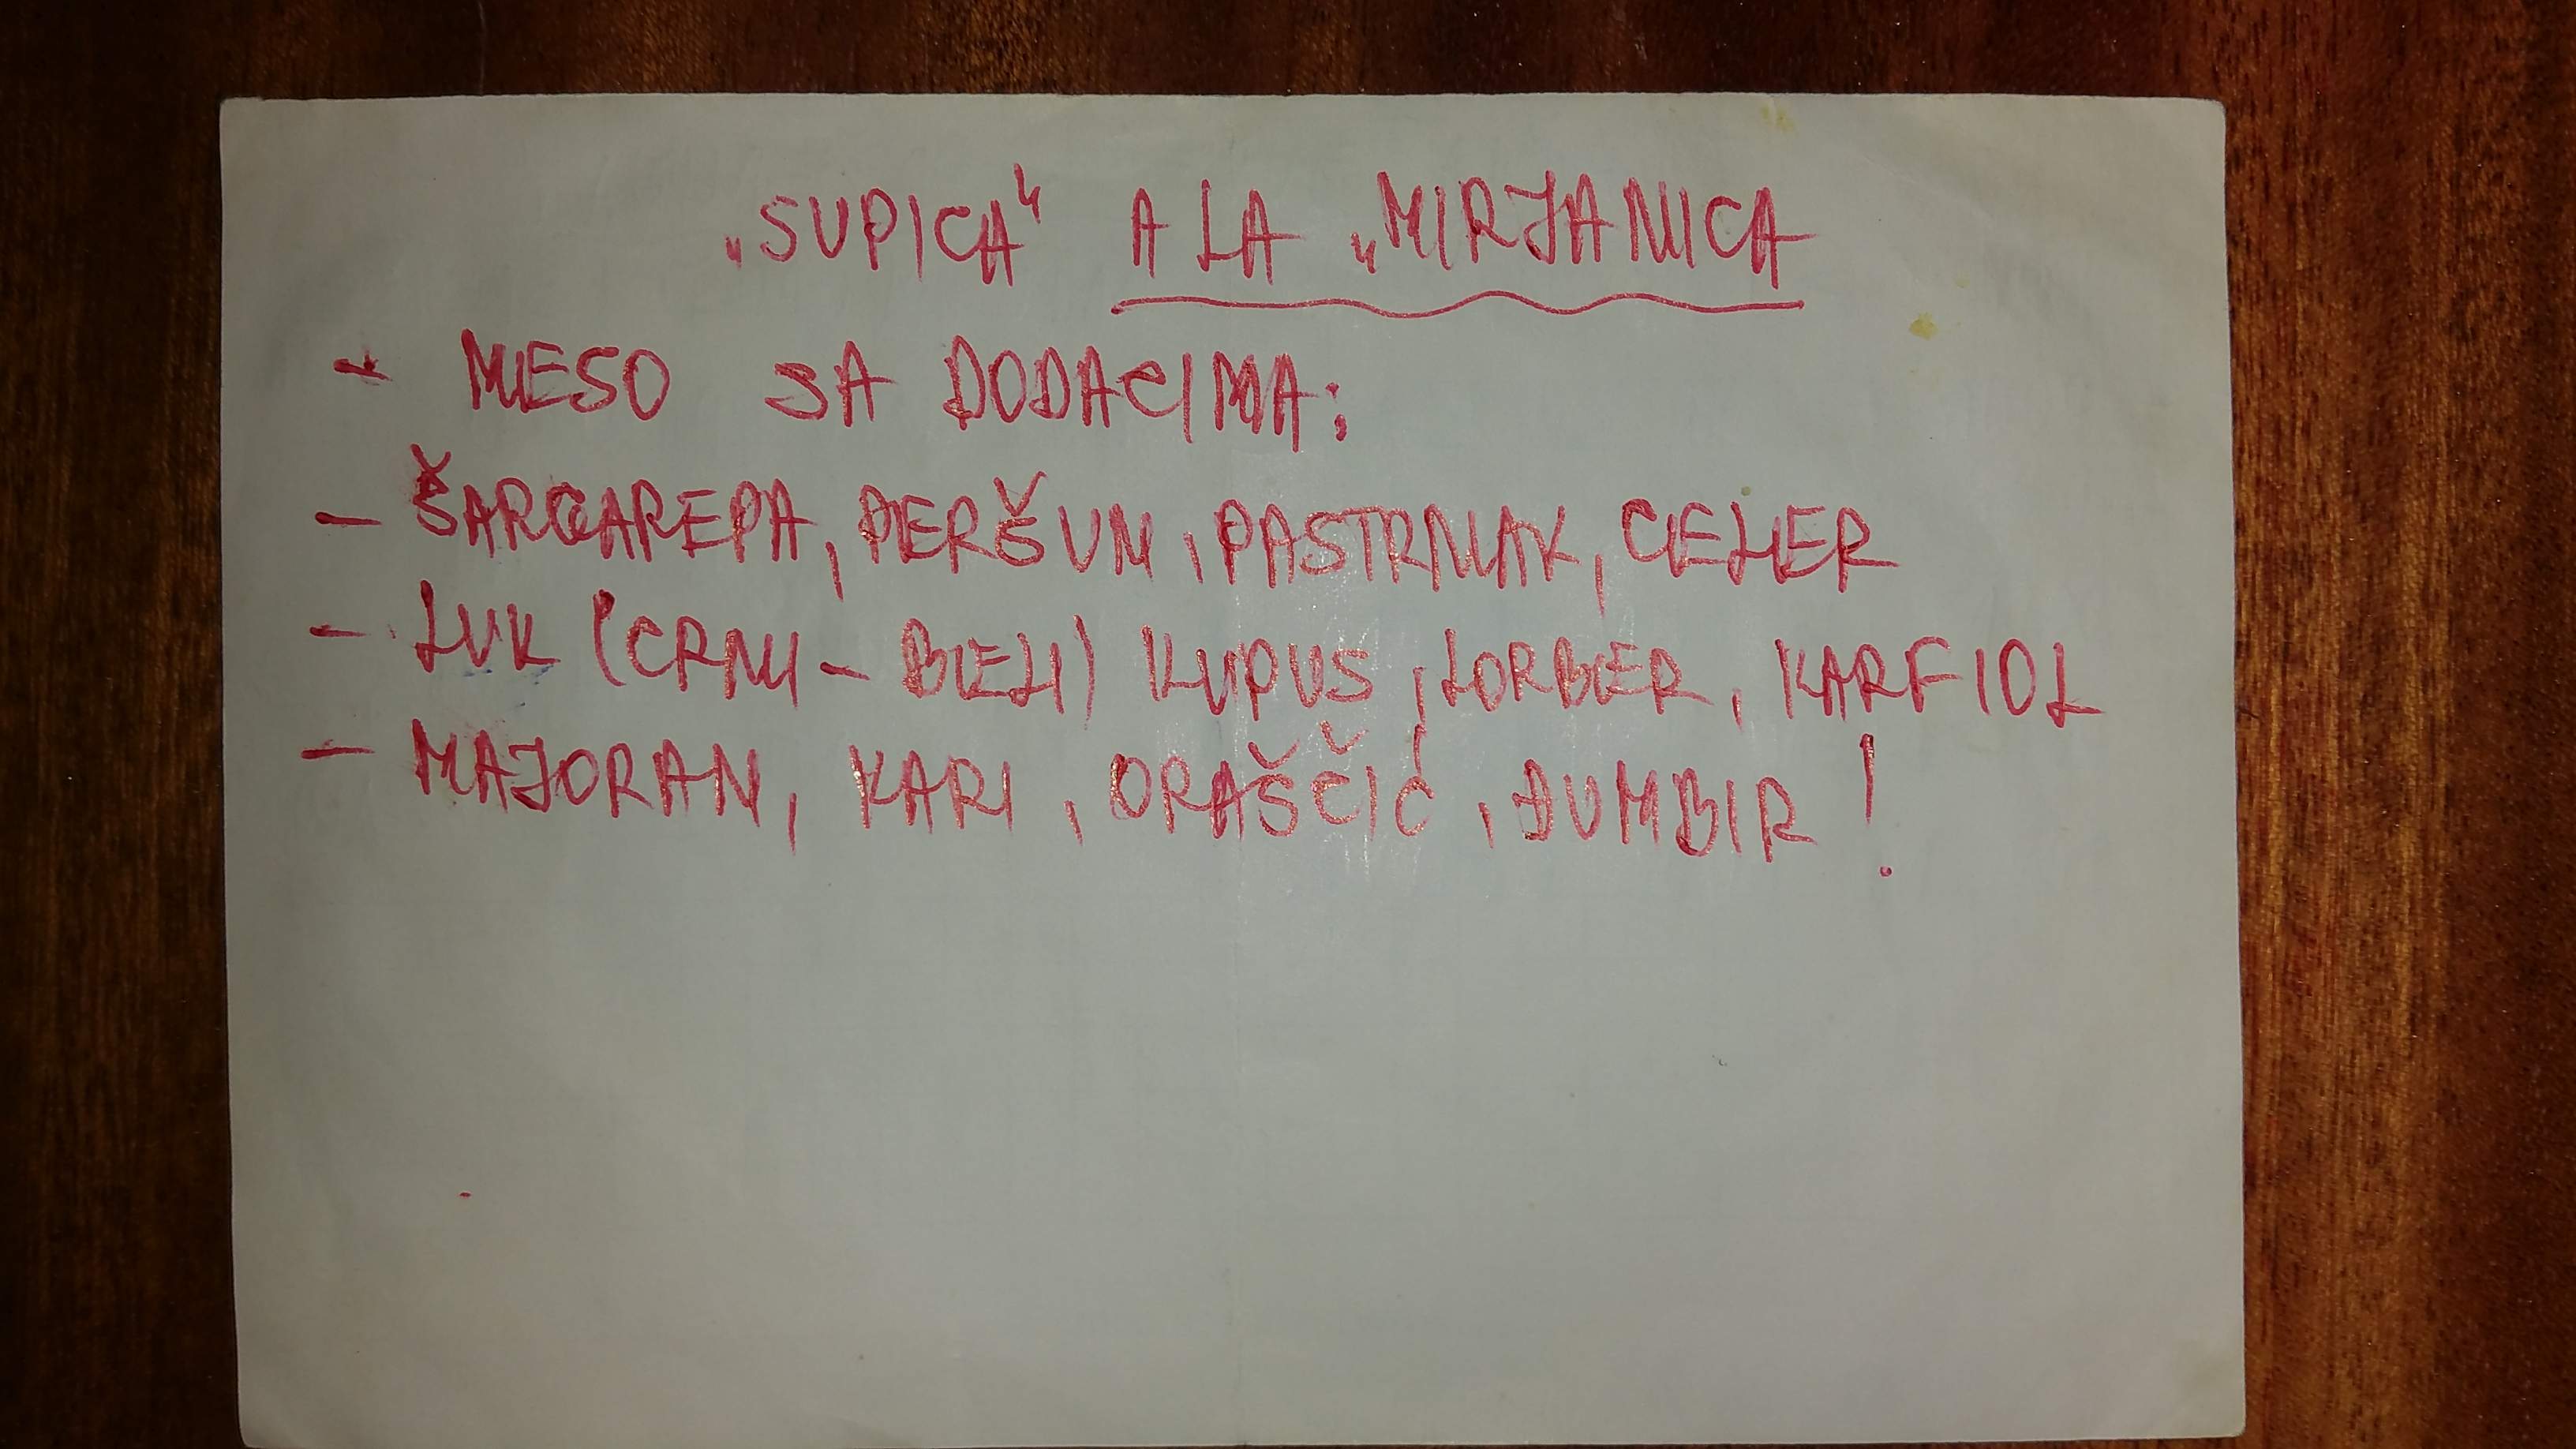 „SUPICA“ A LA „MIRJANICA
- MESO SA DODACIMA:
- ŠARGAREPA, PERŠUN, PASTRNAK, CELER
- LUK (CRNI - BELI) KUPUS, LORBER, KARFIOL
- MAJORAN, KARI, ORAŠČIĆ, ĐUMBIR!